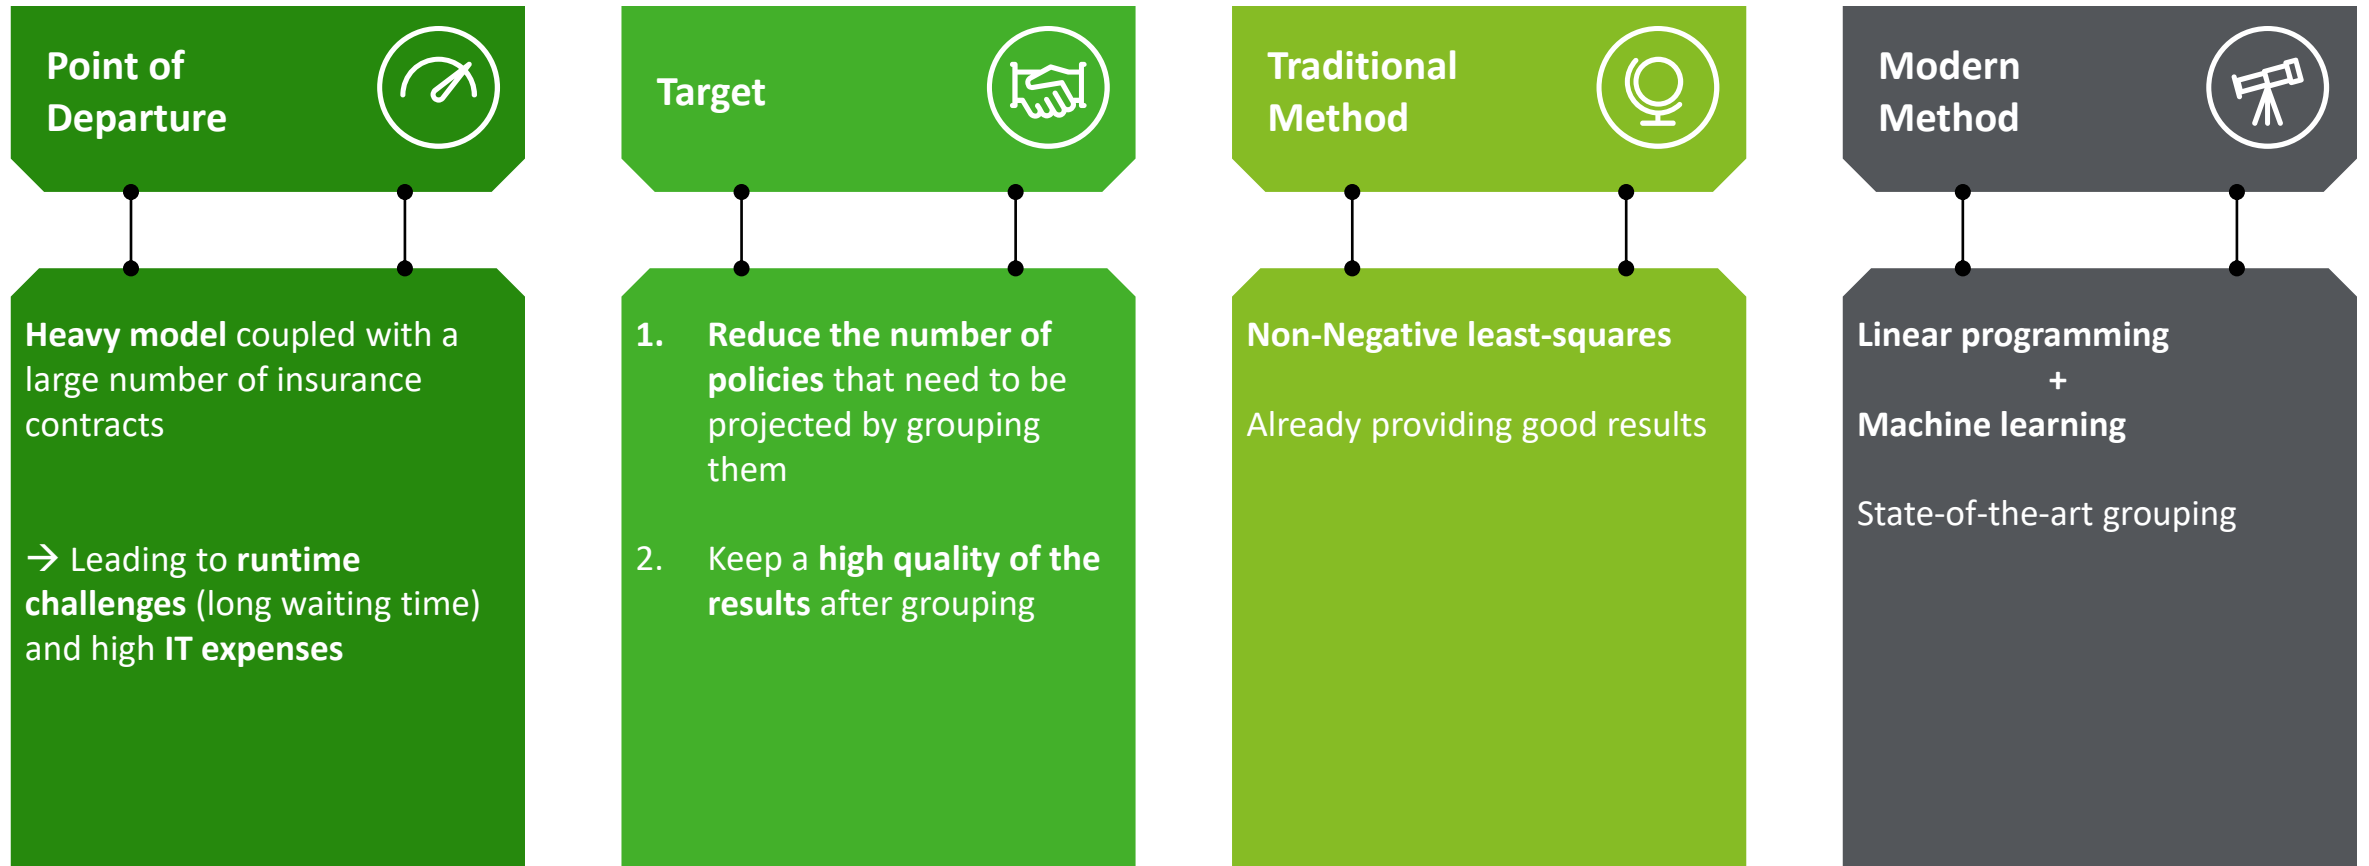 Point of
Departure
Heavy model coupled with a
large number of insurance
contracts
→ Leading to runtime
challenges (long waiting time)
and high IT expenses
Target
1. Reduce the number of
policies that need to be
projected by grouping
them
2. Keep a high quality of the
results after grouping
Traditional
Method
Non-Negative least-squares
Already providing good results
Modern
Method
Linear programming
+
Machine learning
State-of-the-art grouping